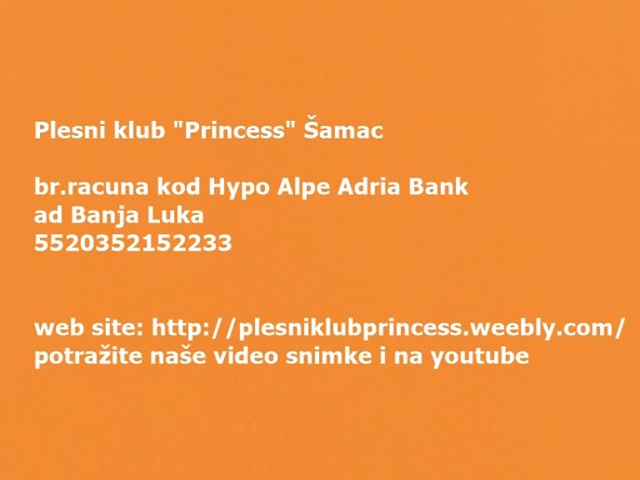 Plesni klub "Princess" Šamac
br.racuna kod Hypo Alpe Adria Bank
ad Banja Luka
5520352152233
web site: http://plesniklubprincess.weebly.com/
potražite naše video snimke i na youtube